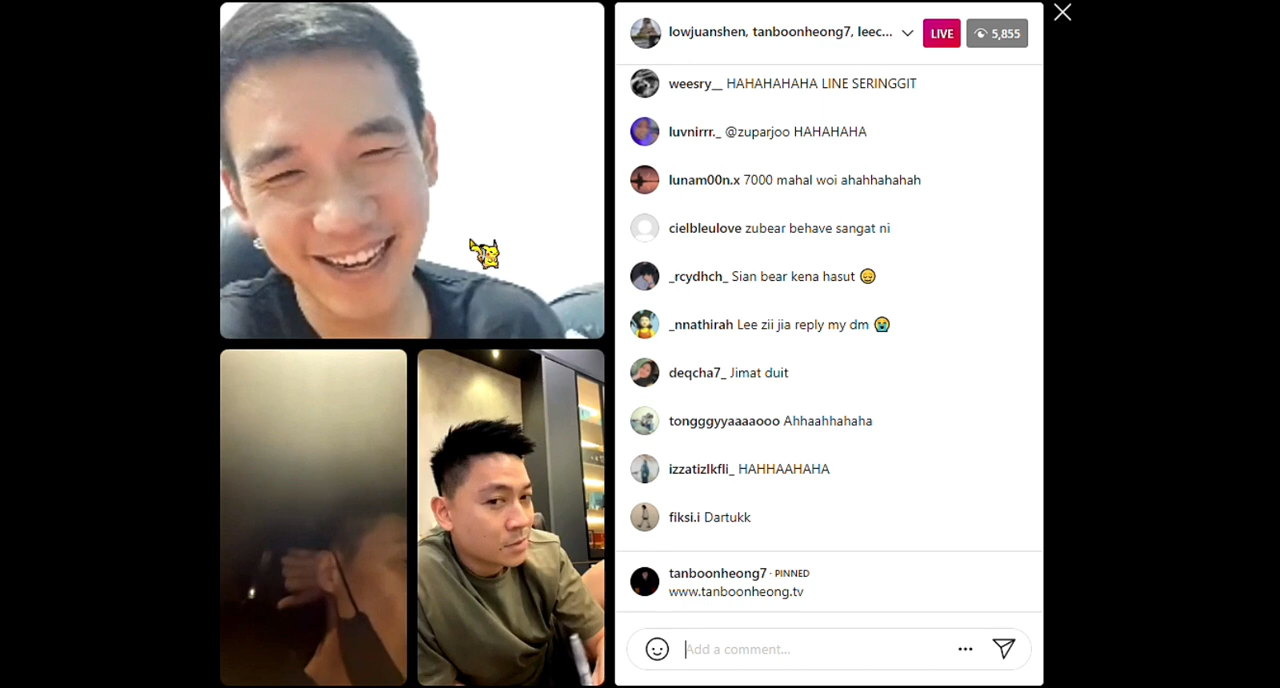 lowjuanshen, tanboonheong7, leec... LIVE 5,855
weesry__ HAHAHAHAHA LINE SERINGGIT
luvnirrr._ @zuparjoo HAHAHAHA
lunam00n.x 7000 mahal woi ahahhahahah
cielbleulove zubear behave sangat ni
_rcydhch_ Sian bear kena hasut 😔
_nnathirah Lee zii jia reply my dm 😭
deqcha7_ Jimat duit
tongggyyaaaaooo Ahhaahhahaha
izzatizlkfli_ HAHHAAHAHA
fiksi.i Dartukk
tanboonheong7 · PINNED
www.tanboonheong.tv
Add a comment...